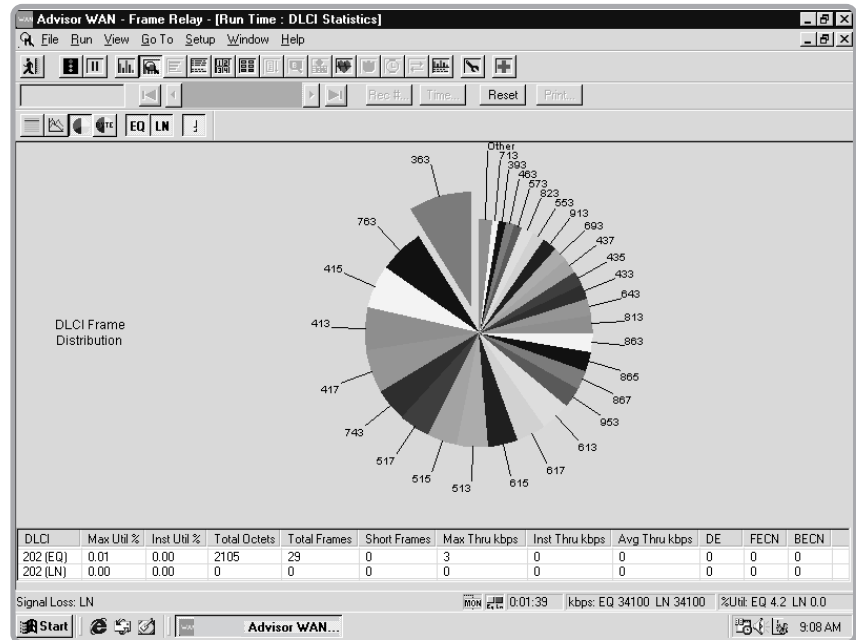 Advisor WAN - Frame Relay - [Run Time : DLCI Statistics]
File Run View Go To Setup Window Help
Rec #... Time... Reset Print...
EQ LN
DLCI Frame
Distribution
Other
713
393
463
573
823
553
913
693
437
435
433
643
813
863
865
867
953
613
617
615
513
515
517
743
417
413
415
763
363
DLCI Max Util % Inst Util % Total Octets Total Frames Short Frames Max Thru kbps Inst Thru kbps Avg Thru kbps DE FECN BECN
202 (EQ) 0.01 0.00 2105 29 0 3 0 0 0 0 0
202 (LN) 0.00 0.00 0 0 0 0 0 0 0 0 0
Signal Loss: LN MON 0:01:39 kbps: EQ 34100 LN 34100 %Util: EQ 4.2 LN 0.0
Start Advisor WAN... 9:08 AM